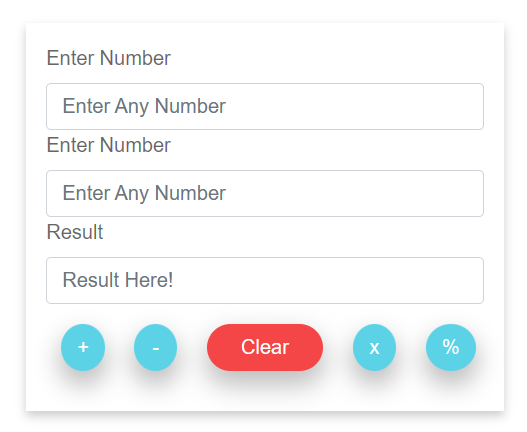 Enter Number
Enter Any Number
Enter Number
Enter Any Number
Result
Result Here!
+ - Clear x %